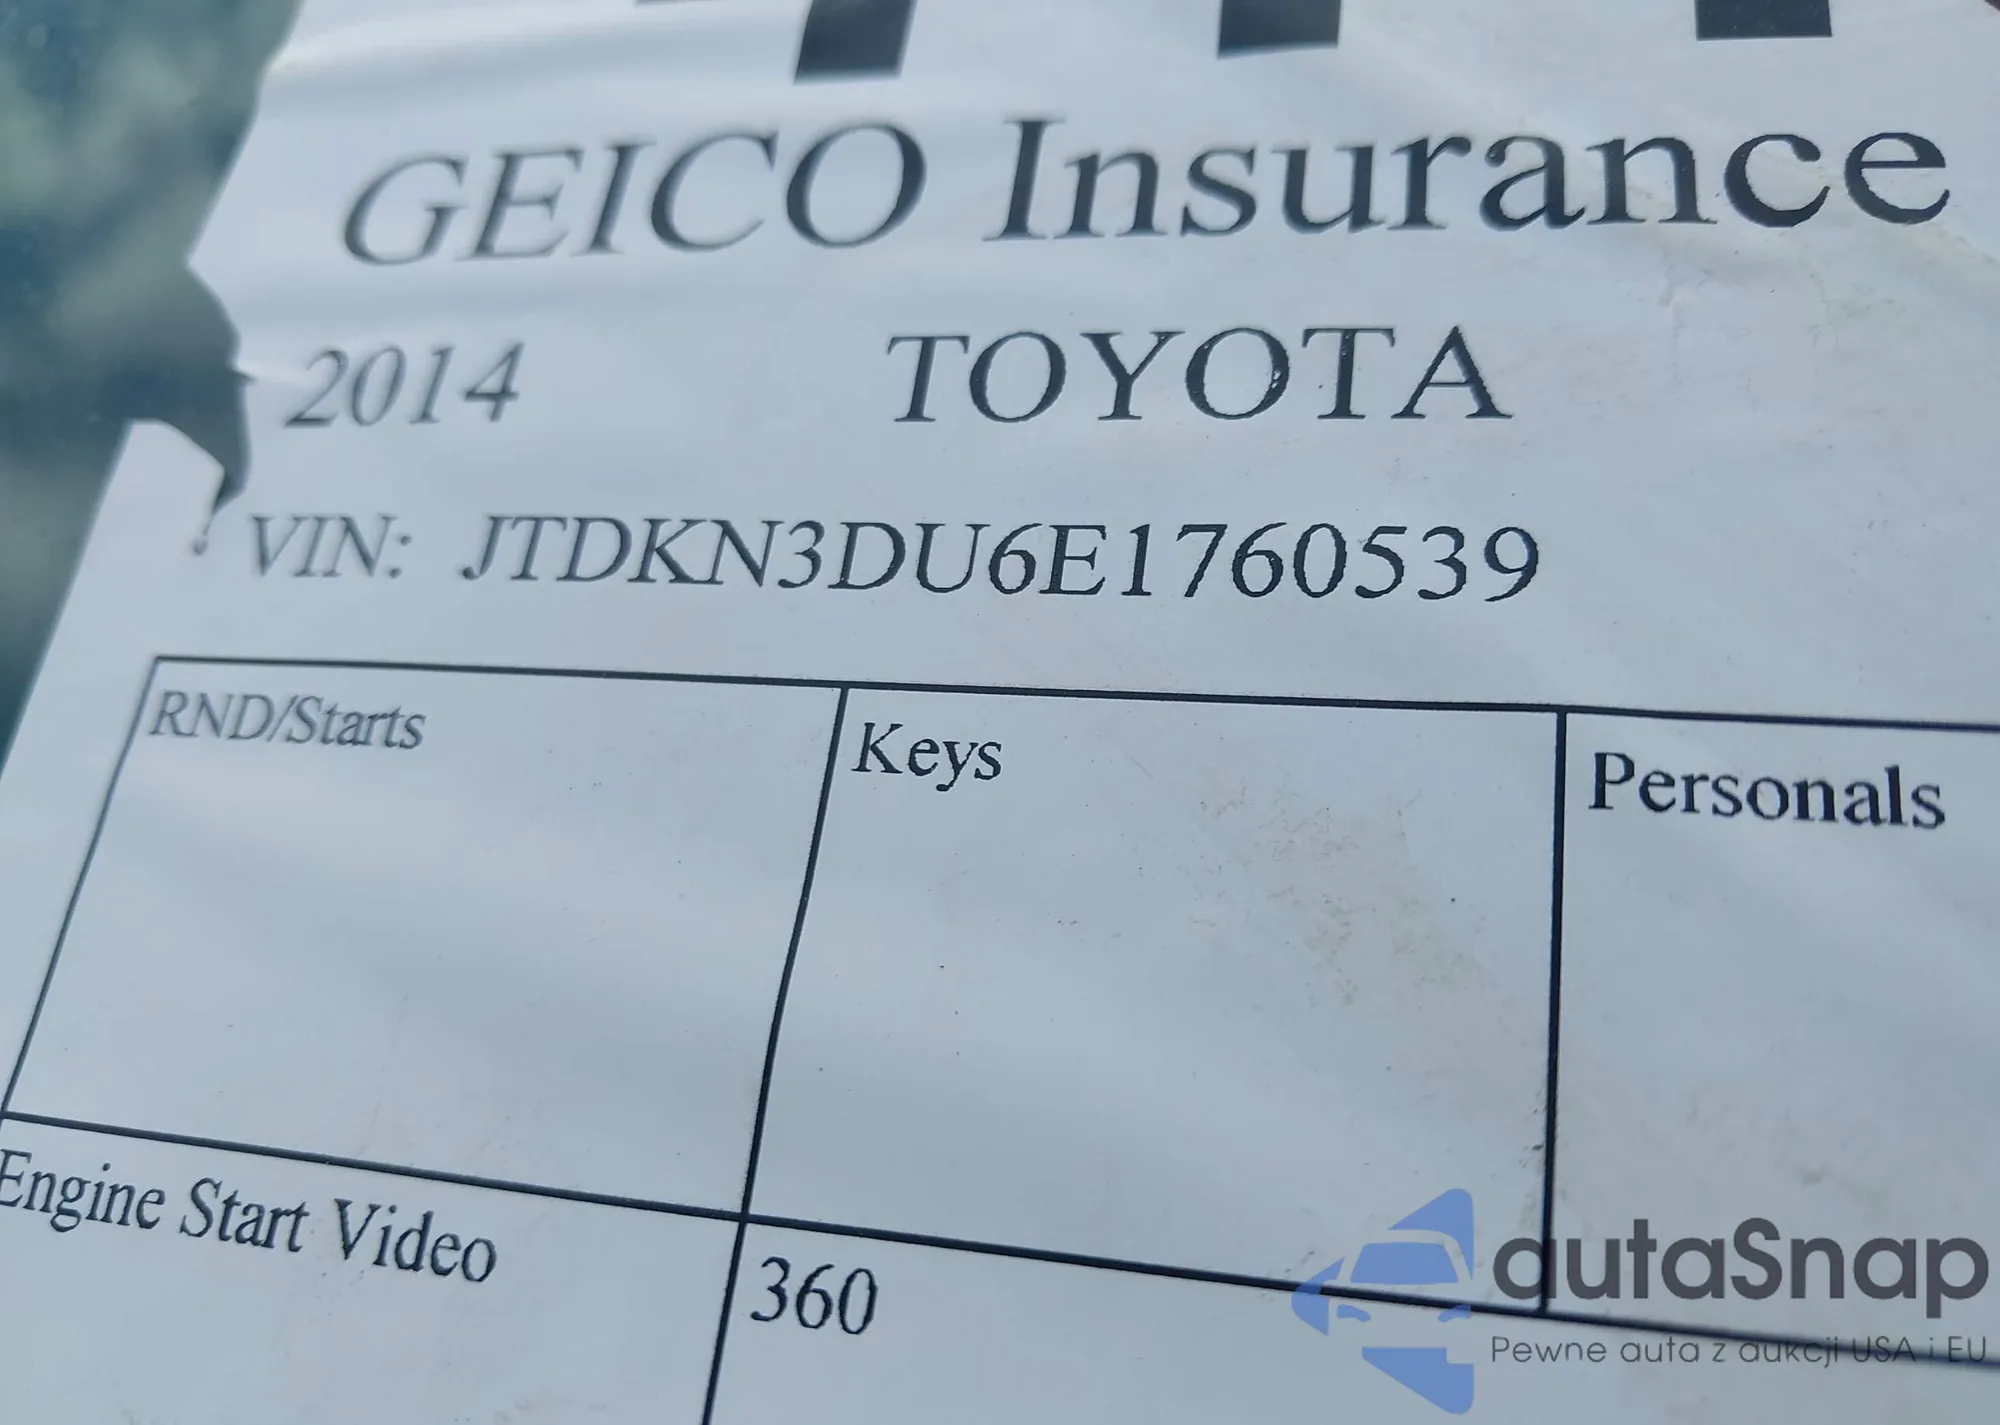 GEICO Insurance
2014 TOYOTA
VIN: JTDKN3DU6E1760539
RND/Starts Keys Personals
Engine Start Video 360
autaSnap
Pewne auta z aukcji USA i EU